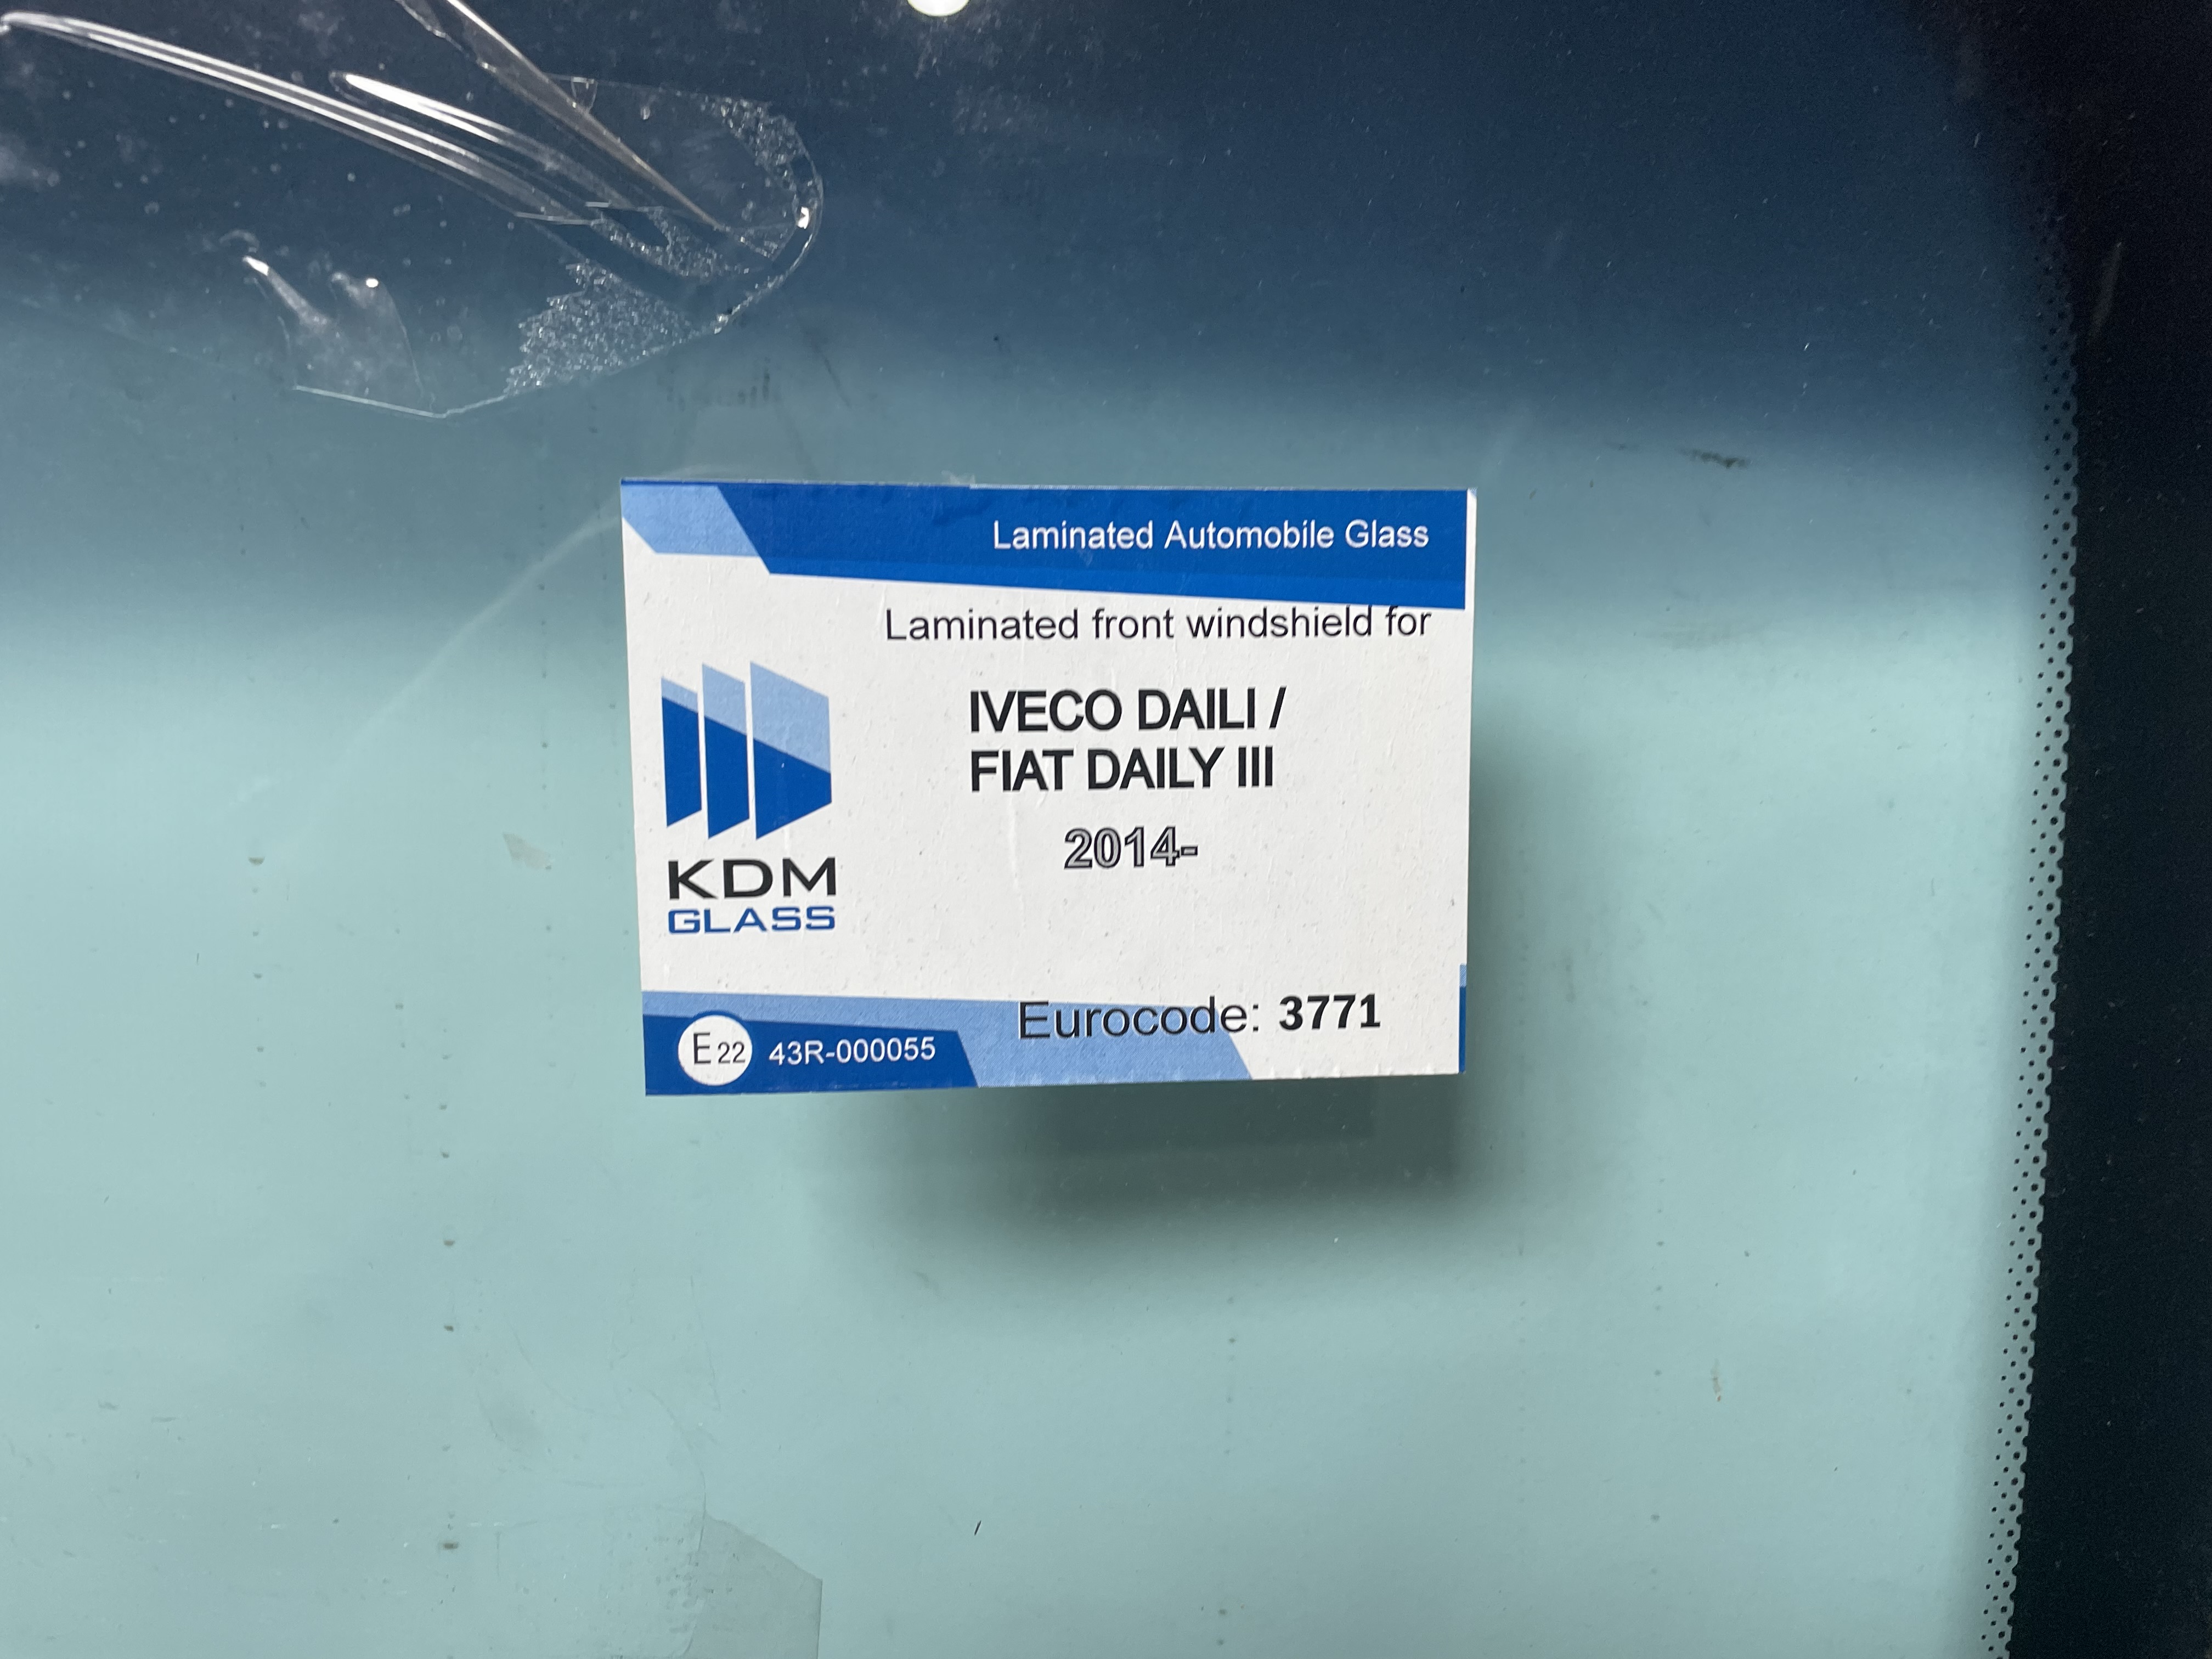 Laminated Automobile Glass
Laminated front windshield for
IVECO DAILI /
FIAT DAILY III
2014-
KDM
GLASS
Eurocode: 3771
E22 43R-000055